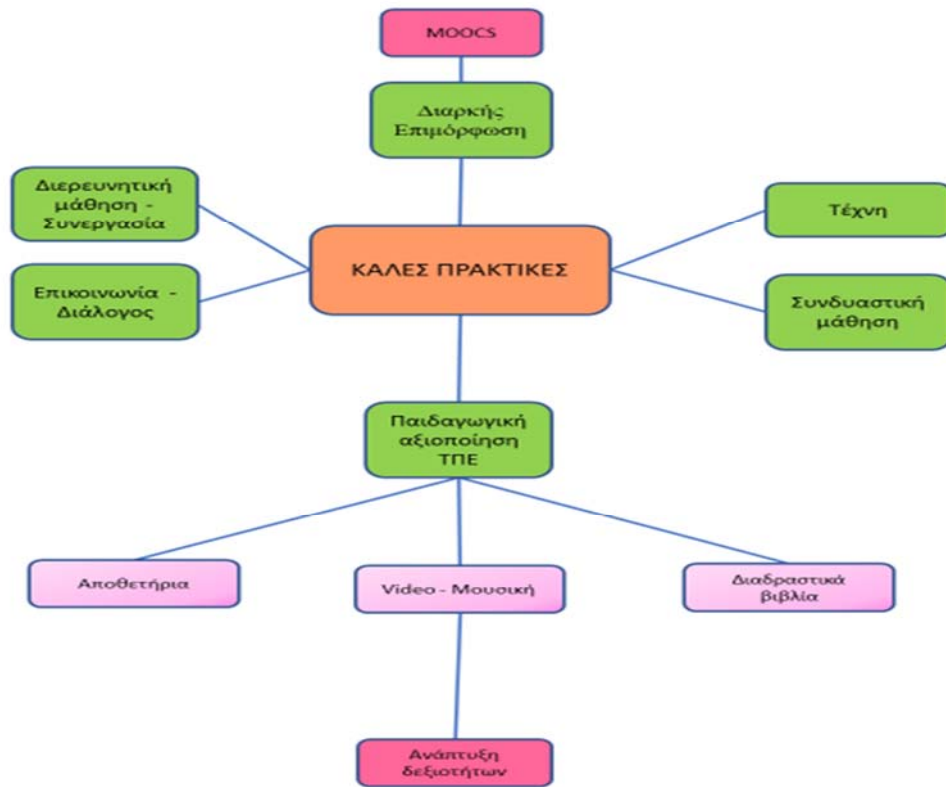 MOOCS
Διαρκής
Επιμόρφωση
Διερευνητική
μάθηση -
Συνεργασία
Τέχνη
ΚΑΛΕΣ ΠΡΑΚΤΙΚΕΣ
Επικοινωνία -
Διάλογος
Συνδυαστική
μάθηση
Παιδαγωγική
αξιοποίηση
ΤΠΕ
Αποθετήρια
Video - Μουσική
Διαδραστικά
βιβλία
Ανάπτυξη
δεξιοτήτων